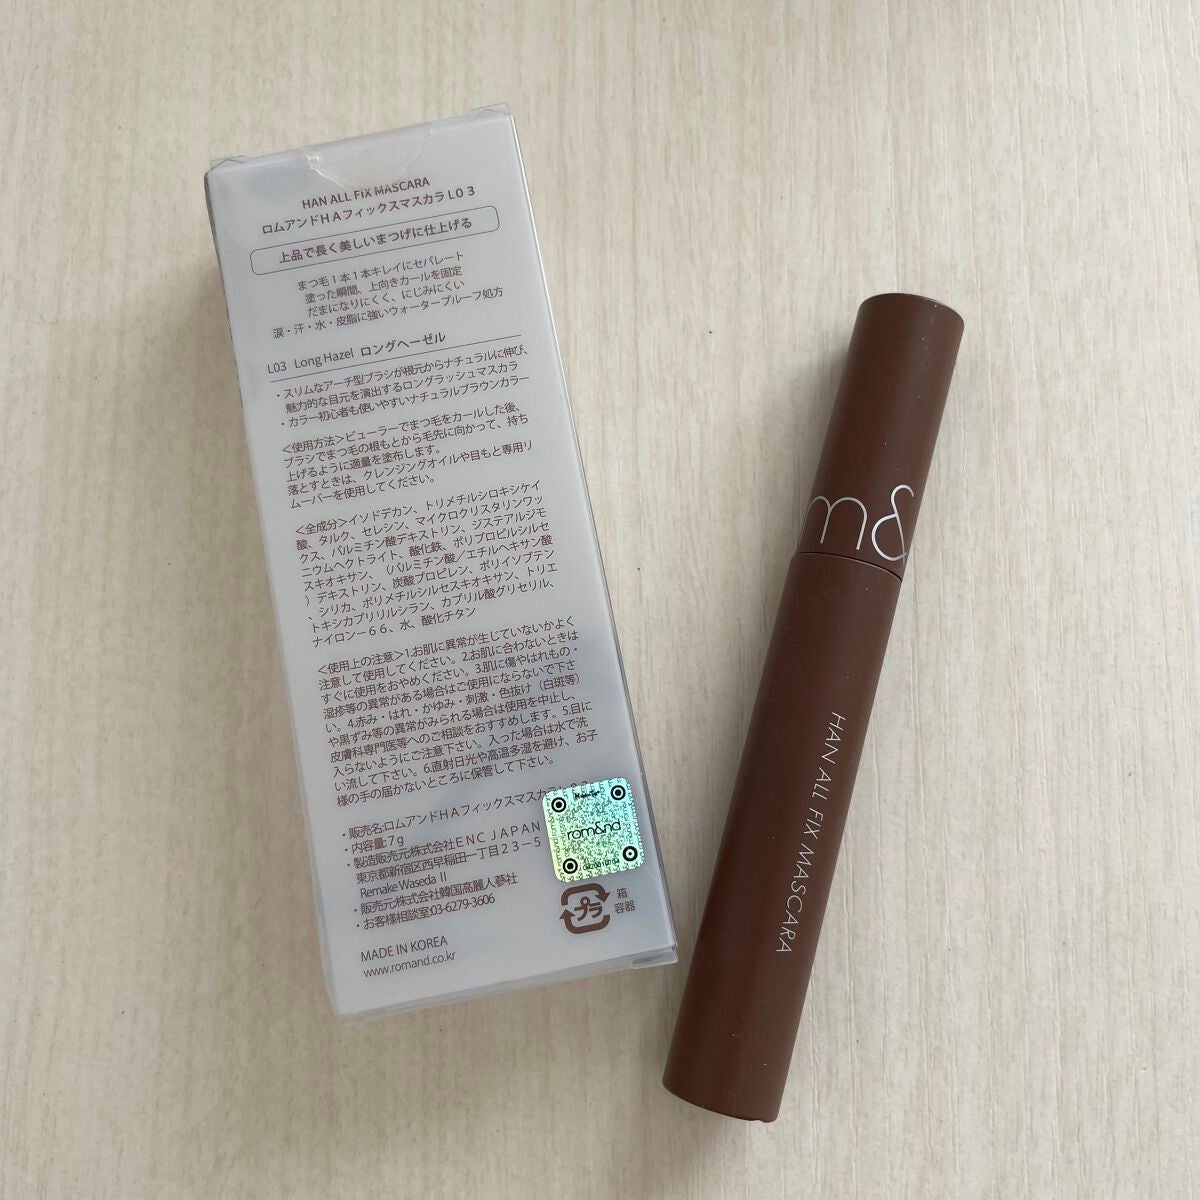 HAN ALL FIX MASCARA
ロムアンドHAフィックスマスカラL03
上品で長く美しいまつげに仕上げる
まつ毛1本1本キレイにセパレート
塗った瞬間、上向きカールを固定
だまになりにくく、にじみにくい
涙・汗・水・皮脂に強いウォータープルーフ処方
L03 Long Hazel ロングヘーゼル
・スリムなアーチ型ブラシが根元からナチュラルに伸び、
魅力的な目元を演出するロングラッシュマスカラ
・カラー初心者も使いやすいナチュラルブラウンカラー
<使用方法>ビューラーでまつ毛をカールした後、
ブラシでまつ毛の根もとから毛先に向かって、持ち
上げるように適量を塗布します。
落とすときは、クレンジングオイルや目もと専用リ
ムーバーを使用してください。
<全成分>イソドデカン、トリメチルシロキシケイ
酸、タルク、セレシン、マイクロクリスタリンワッ
クス、パルミチン酸デキストリン、ジステアルジモ
ニウムヘクトライト、酸化鉄、ポリプロピルシルセ
スキオキサン、(パルミチン酸/エチルヘキサン酸
)デキストリン、炭酸プロピレン、ポリイソブテン
、シリカ、ポリメチルシルセスキオキサン、トリエ
トキシカプリリルシラン、カプリル酸グリセリル、
ナイロン-66、水、酸化チタン
<使用上の注意>1.お肌に異常が生じていないかよく
注意して使用してください。2.お肌に合わないときは
すぐに使用をおやめください。3.肌に傷やはれもの・
湿疹等の異常がある場合はご使用にならないで下さ
い。4.赤み・はれ・かゆみ・刺激・色抜け(白斑等)
や黒ずみ等の異常がみられる場合は使用を中止し、
皮膚科専門医等へのご相談をおすすめします。5.目に
入らないようにご注意下さい。入った場合は水で洗
い流して下さい。6.直射日光や高温多湿を避け、お子
様の手の届かないところに保管して下さい。
・販売名:ロムアンドHAフィックスマスカラL03
・内容量:7g
・製造販売元:株式会社ENC JAPAN
東京都新宿区西早稲田一丁目23-5
Remake Waseda II
・販売元:株式会社韓国高麗人蔘社
・お客様相談室:03-6279-3606
MADE IN KOREA
www.romand.co.kr
rom&nd
プラ
箱
容器
m&
HAN ALL FIX MASCARA